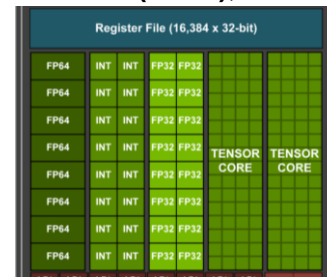 Register File (16,384 x 32-bit)
FP64 INT INT FP32 FP32
FP64 INT INT FP32 FP32
FP64 INT INT FP32 FP32
FP64 INT INT FP32 FP32 TENSOR TENSOR
FP64 INT INT FP32 FP32 CORE CORE
FP64 INT INT FP32 FP32
FP64 INT INT FP32 FP32
FP64 INT INT FP32 FP32